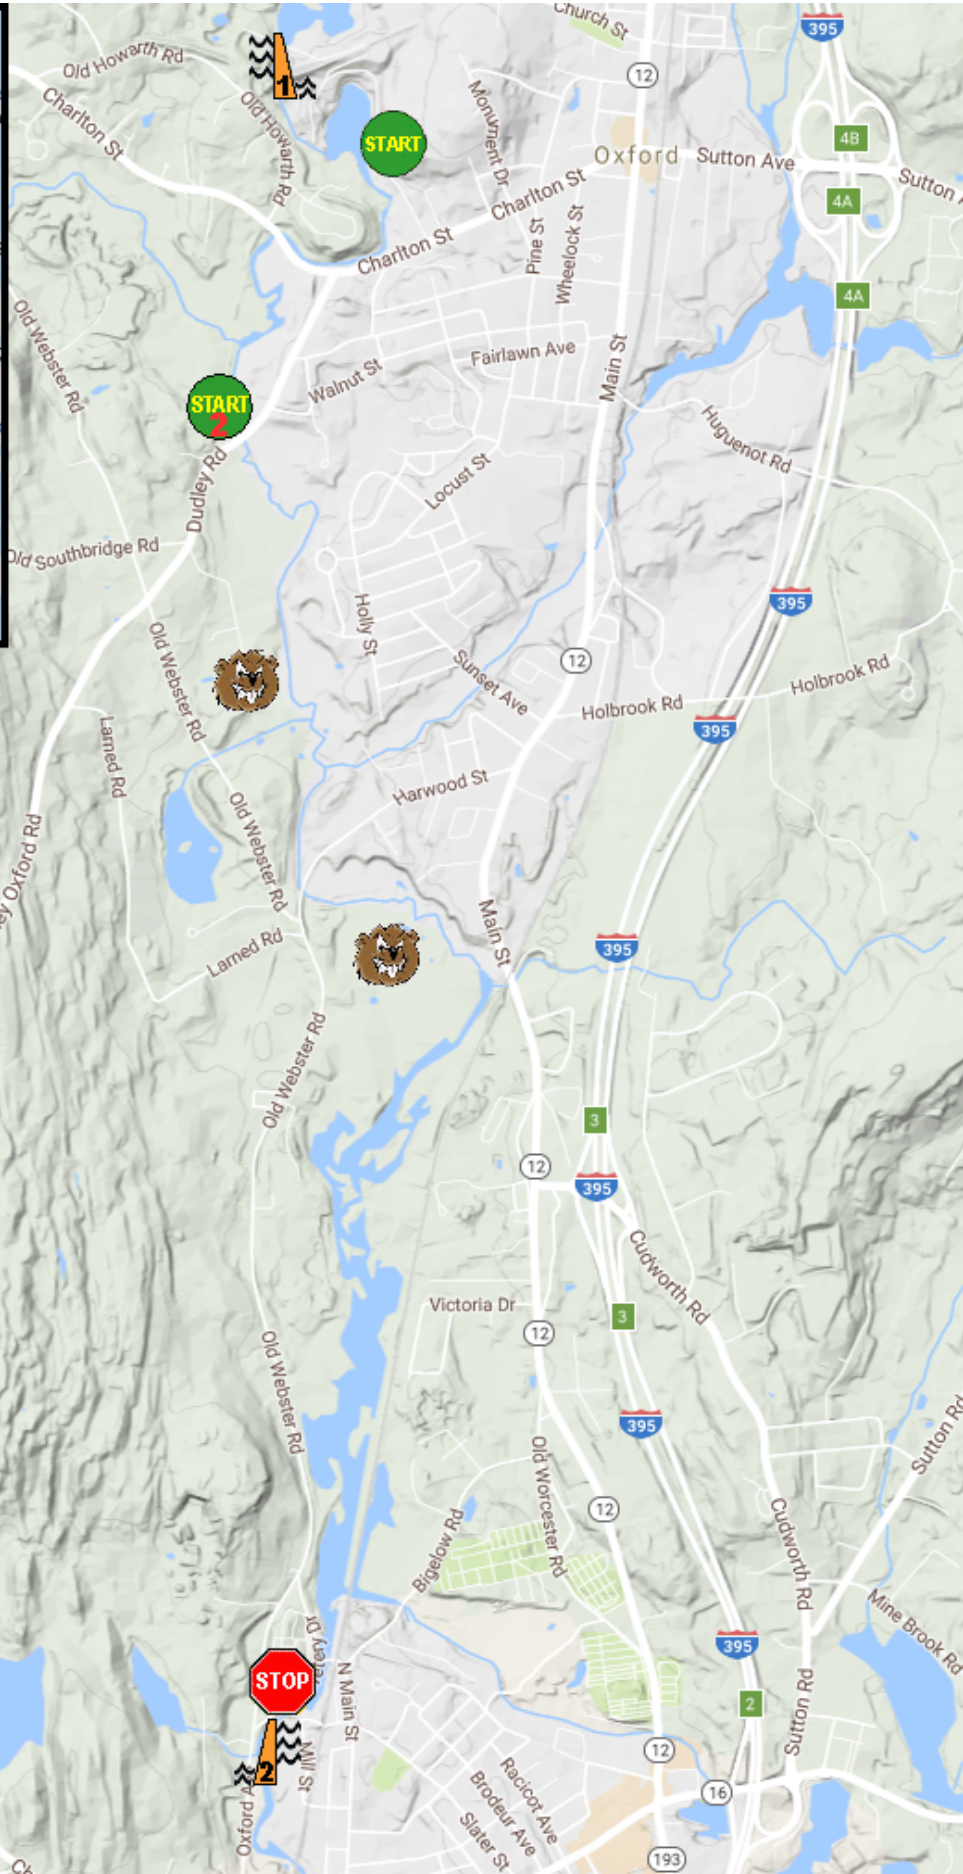 Church St
395
Old Howarth Rd
1
12
Charlton St
Old Howarth Rd
Monument Dr
START
4B
Oxford
Sutton Ave
Sutton
4A
Charlton St
Pine St
Wheelock St
Charlton St
4A
Old Webster Rd
Walnut St
Fairlawn Ave
Main St
START
2
Huguenot Rd
Dudley Rd
Locust St
Old Southbridge Rd
395
Holly St
Old Webster Rd
12
Sunset Ave
Holbrook Rd
Holbrook Rd
395
Larned Rd
Harwood St
Old Webster Rd
ey Oxford Rd
Main St
Larned Rd
395
Old Webster Rd
3
12
395
Cudworth Rd
Victoria Dr
3
12
Old Webster Rd
395
Sutton Rd
Old Worcester Rd
12
Cudworth Rd
Bigelow Rd
Mine Brook Rd
395
STOP
N Main St
2
Sutton Rd
2
Mill St
12
Racicot Ave
Brodeur Ave
16
Oxford A
Slater St
193
Ch